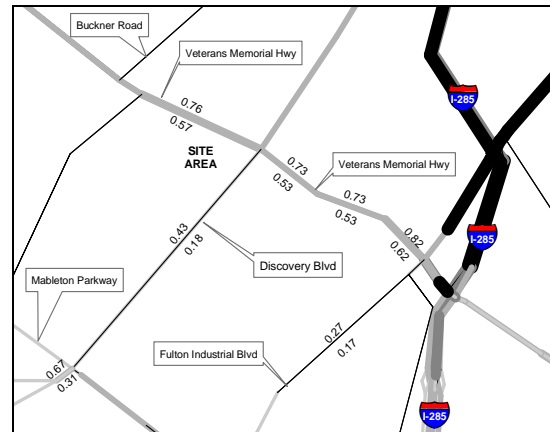 Buckner Road
Veterans Memorial Hwy
I-285
0.76
0.57
SITE
AREA
0.73
0.53
Veterans Memorial Hwy
0.73
0.53
0.82
0.62
I-285
0.43
0.18
Discovery Blvd
Mableton Parkway
0.27
0.17
Fulton Industrial Blvd
0.67
0.31
I-285